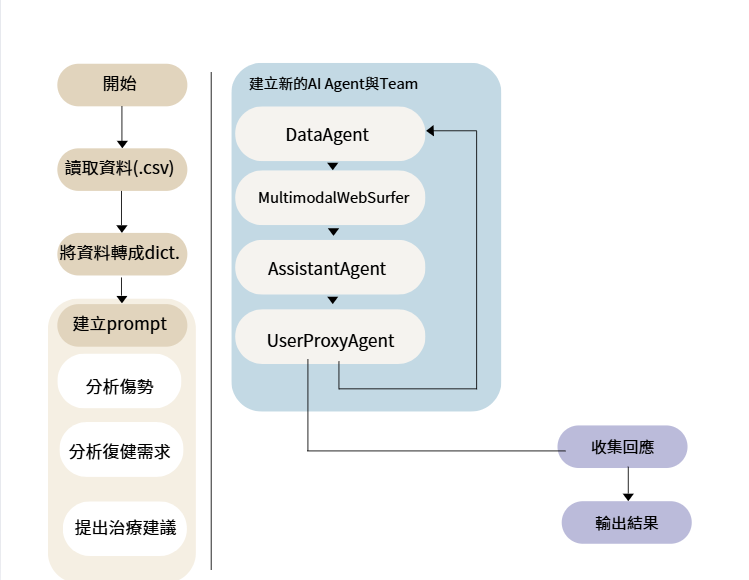 開始
讀取資料(.csv)
將資料轉成dict.
建立prompt
分析傷勢
分析復健需求
提出治療建議
建立新的AI Agent與Team
DataAgent
MultimodalWebSurfer
AssistantAgent
UserProxyAgent
收集回應
輸出結果